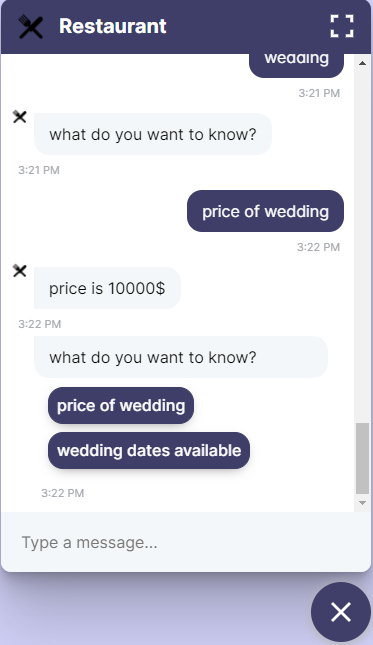 Restaurant
wedding
3:21 PM
what do you want to know?
3:21 PM
price of wedding
3:22 PM
price is 10000$
3:22 PM
what do you want to know?
price of wedding
wedding dates available
3:22 PM
Type a message...